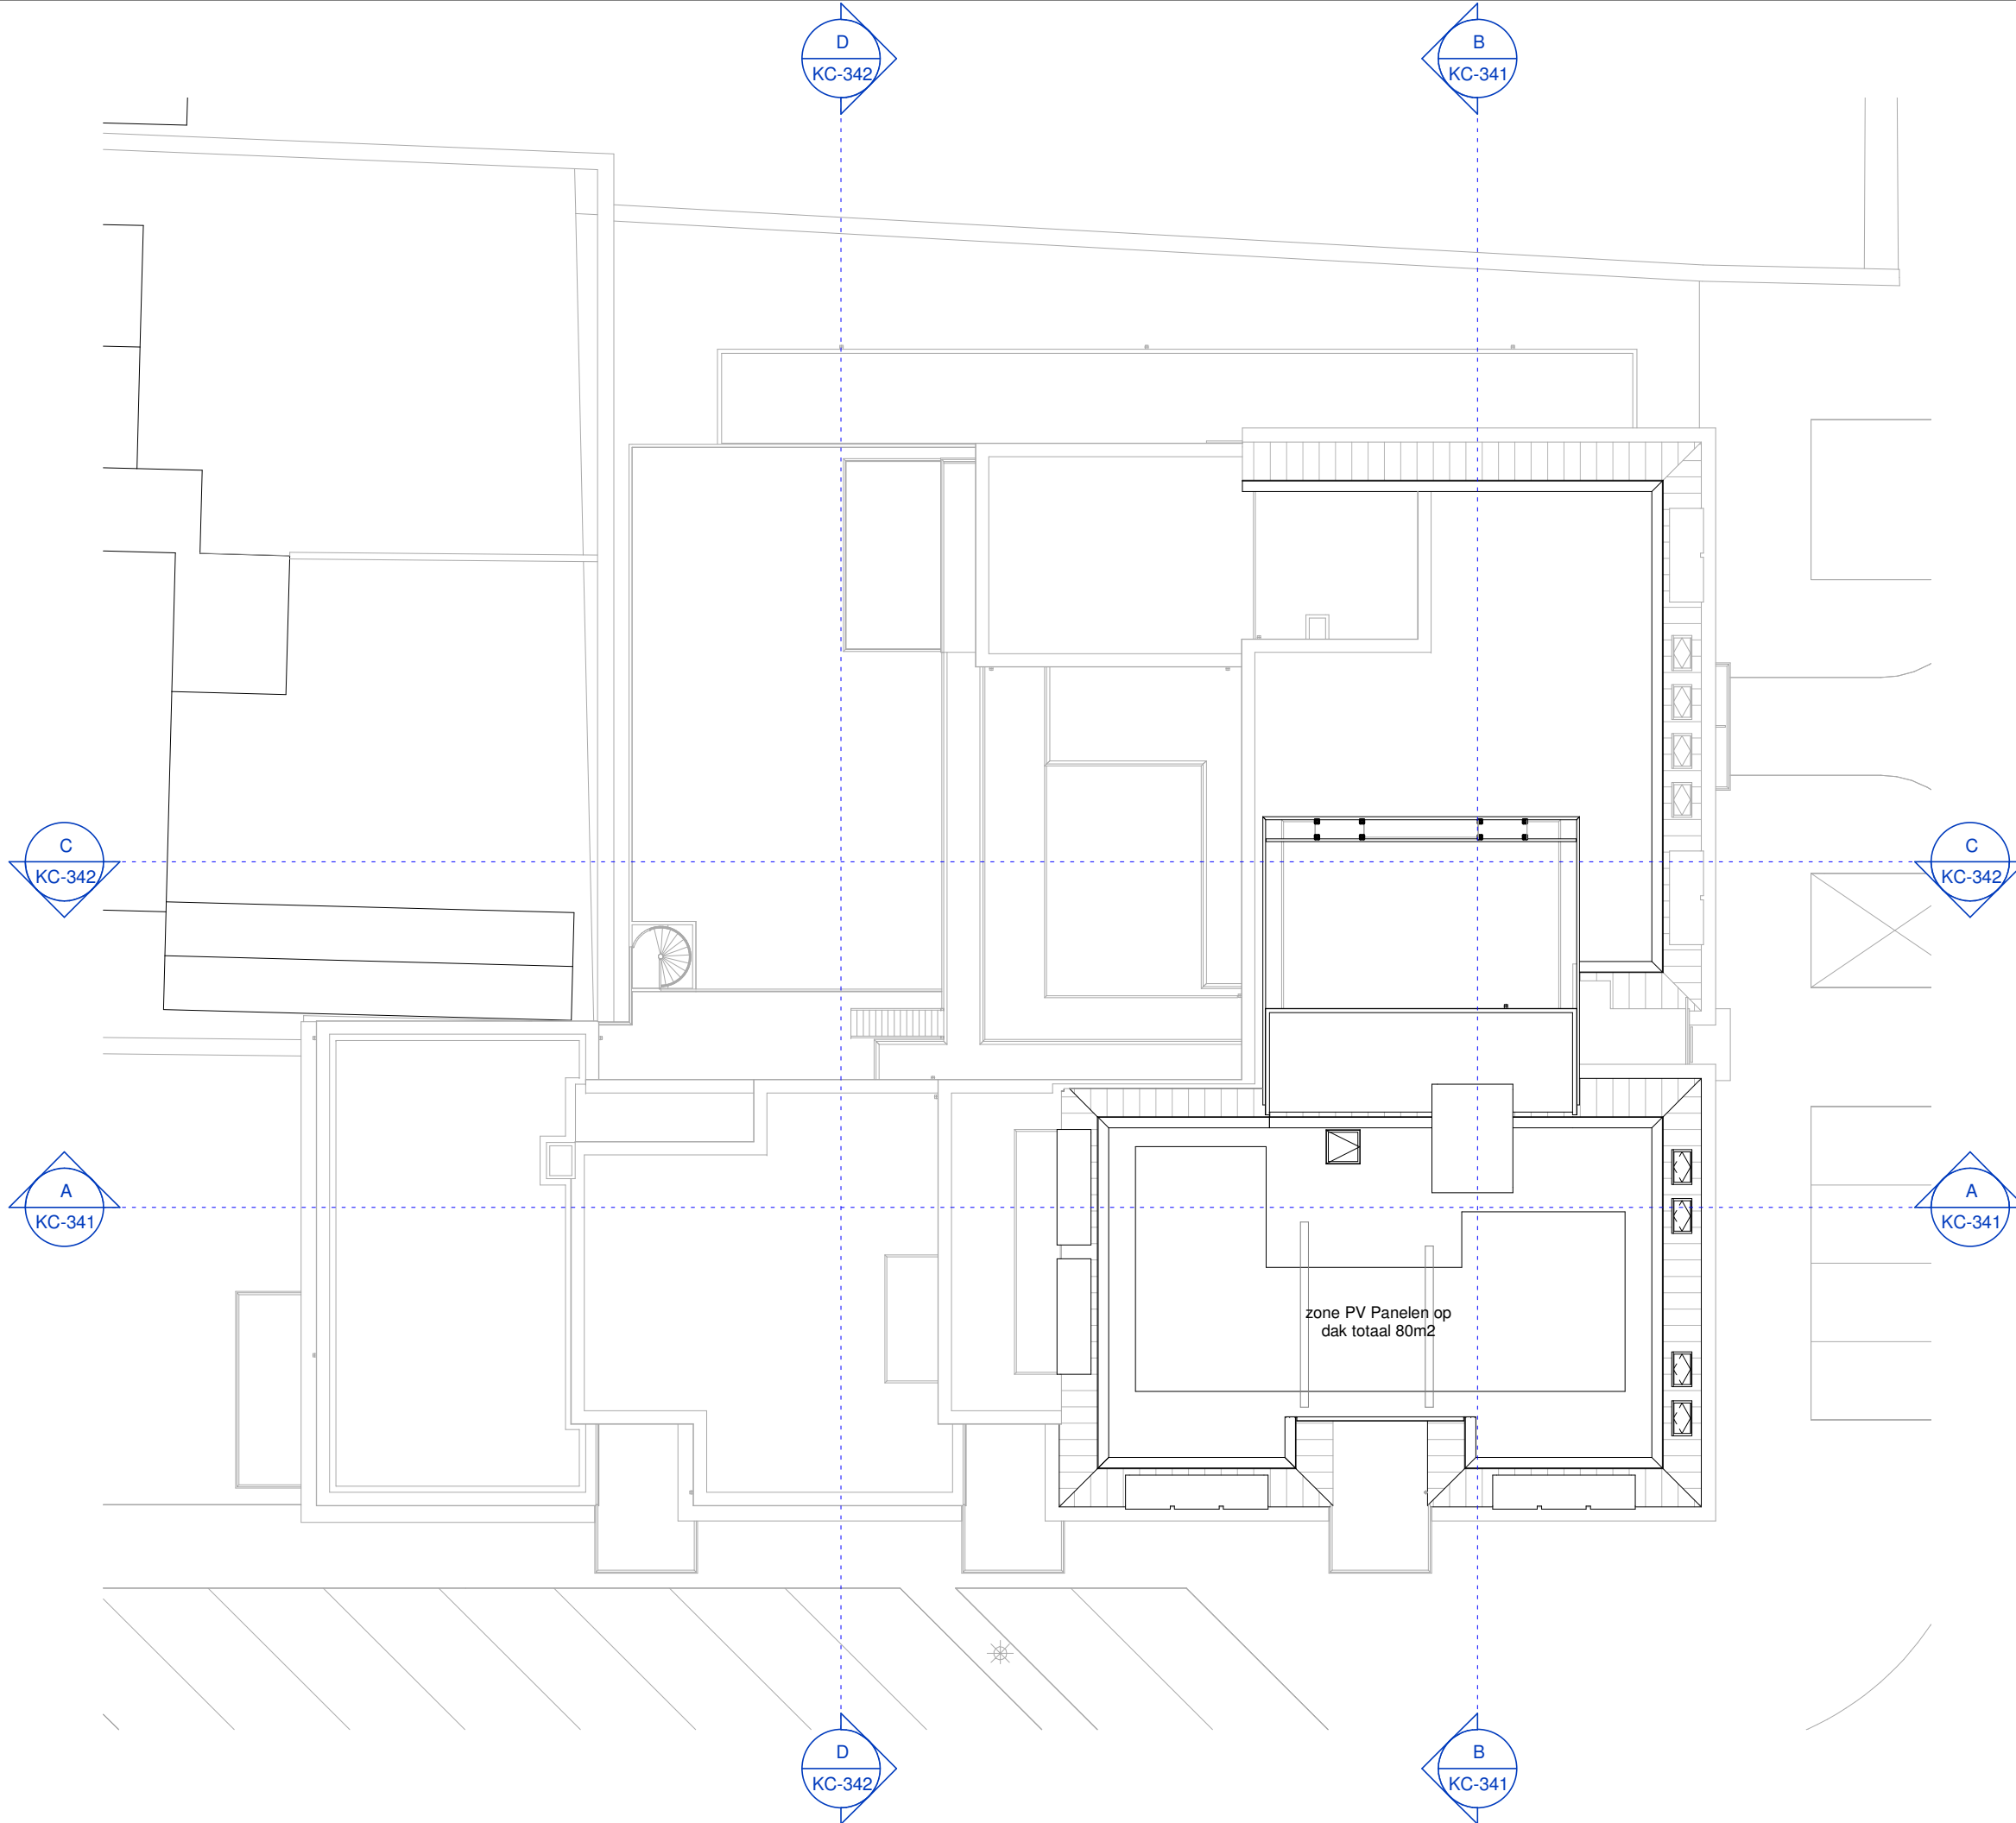 D
KC-342
B
KC-341
C
KC-342
C
KC-342
A
KC-341
A
KC-341
zone PV Panelen op
dak totaal 80m2
D
KC-342
B
KC-341